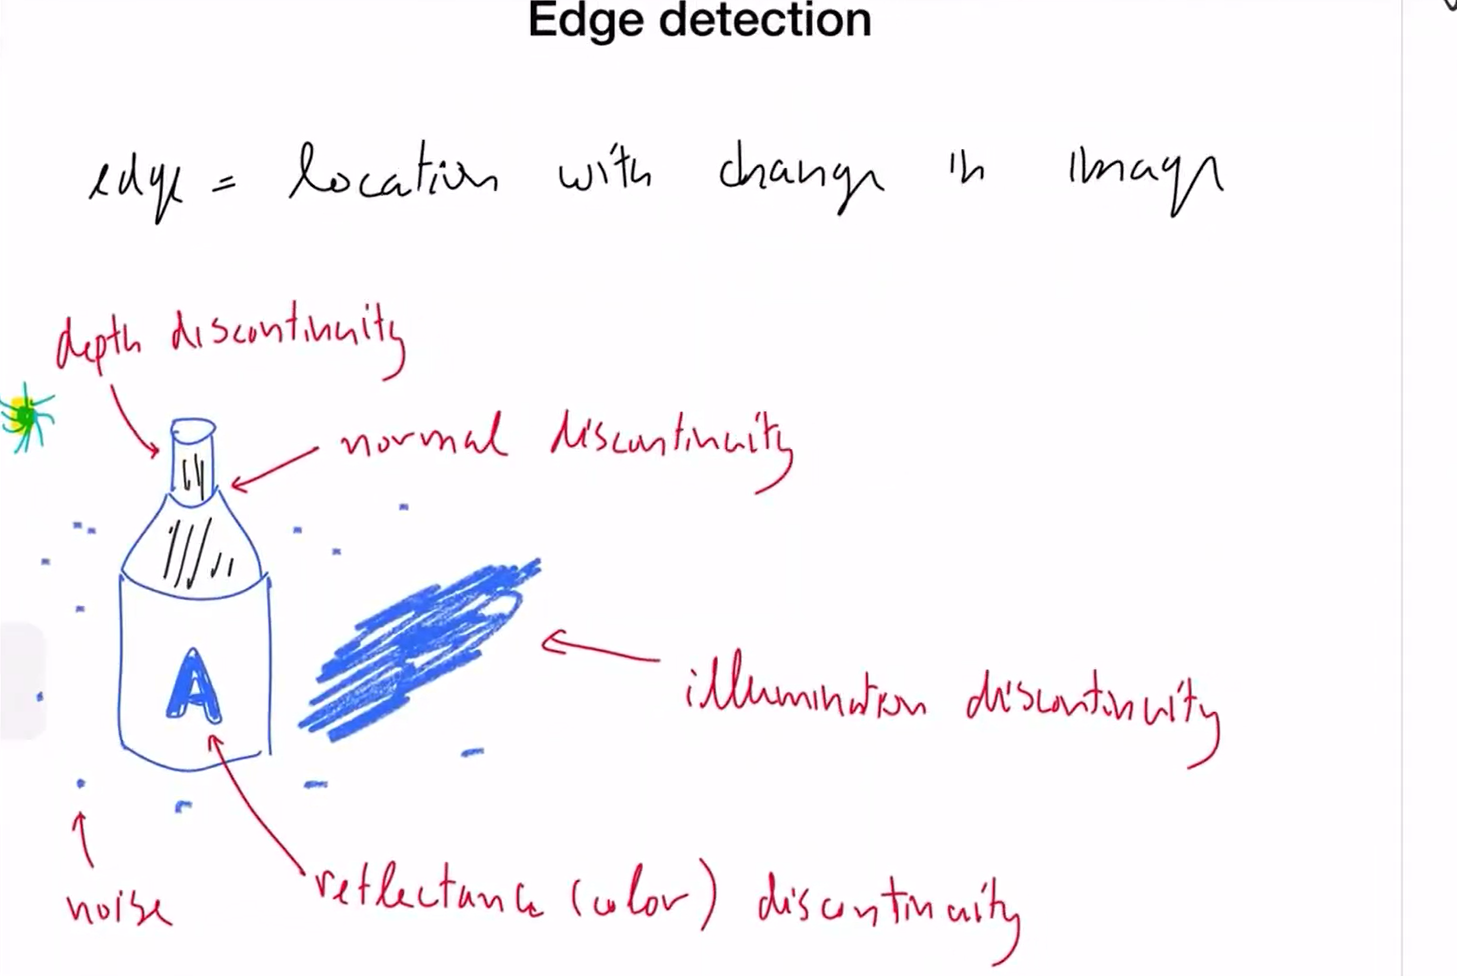 Edge detection
edge = location with change in image
depth discontinuity
normal discontinuity
A
illumination discontinuity
noise
reflectance (color) discontinuity